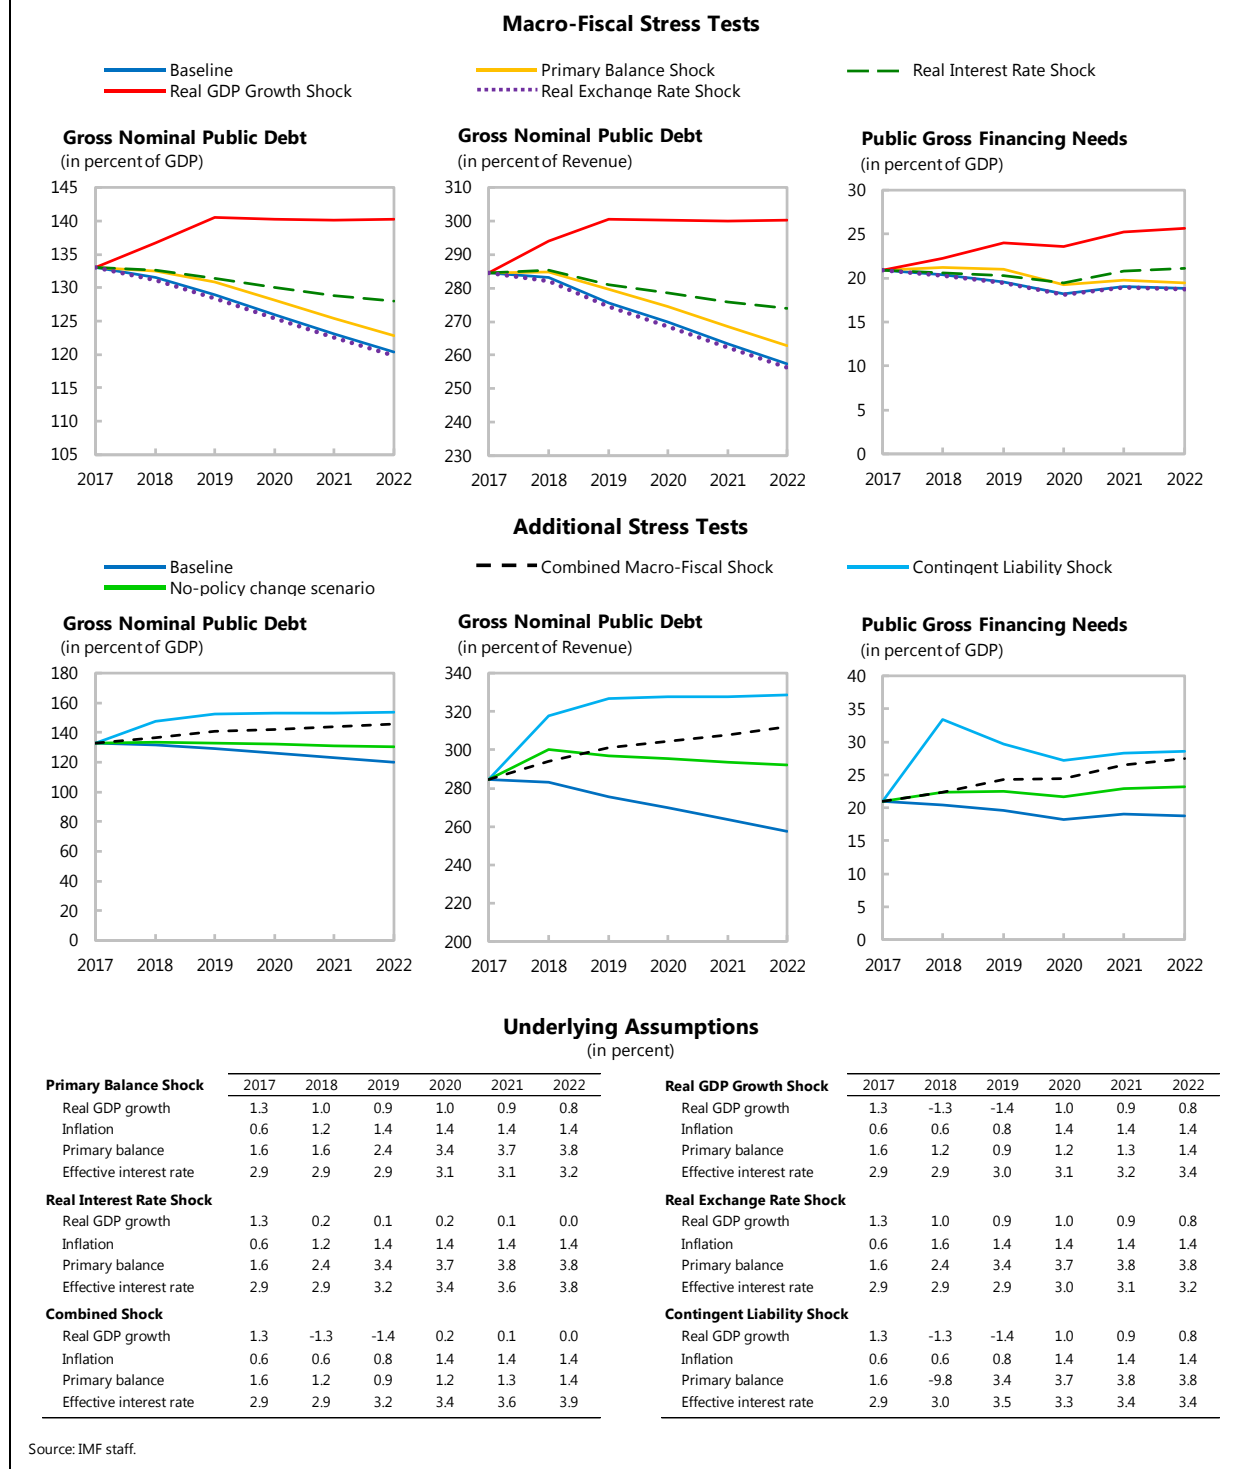 Macro-Fiscal Stress Tests
Baseline
Primary Balance Shock
Real Interest Rate Shock
Real GDP Growth Shock
Real Exchange Rate Shock
Gross Nominal Public Debt
(in percent of GDP)
145
140
135
130
125
120
115
110
105
2017 2018 2019 2020 2021 2022
Gross Nominal Public Debt
(in percent of Revenue)
310
300
290
280
270
260
250
240
230
2017 2018 2019 2020 2021 2022
Public Gross Financing Needs
(in percent of GDP)
30
25
20
15
10
5
0
2017 2018 2019 2020 2021 2022
Additional Stress Tests
Baseline
Combined Macro-Fiscal Shock
Contingent Liability Shock
No-policy change scenario
Gross Nominal Public Debt
(in percent of GDP)
180
160
140
120
100
80
60
40
20
0
2017 2018 2019 2020 2021 2022
Gross Nominal Public Debt
(in percent of Revenue)
340
320
300
280
260
240
220
200
2017 2018 2019 2020 2021 2022
Public Gross Financing Needs
(in percent of GDP)
40
35
30
25
20
15
10
5
0
2017 2018 2019 2020 2021 2022
Underlying Assumptions
(in percent)
Primary Balance Shock 2017 2018 2019 2020 2021 2022
Real GDP growth 1.3 1.0 0.9 1.0 0.9 0.8
Inflation 0.6 1.2 1.4 1.4 1.4 1.4
Primary balance 1.6 1.6 2.4 3.4 3.7 3.8
Effective interest rate 2.9 2.9 2.9 3.1 3.1 3.2
Real Interest Rate Shock
Real GDP growth 1.3 0.2 0.1 0.2 0.1 0.0
Inflation 0.6 1.2 1.4 1.4 1.4 1.4
Primary balance 1.6 2.4 3.4 3.7 3.8 3.8
Effective interest rate 2.9 2.9 3.2 3.4 3.6 3.8
Combined Shock
Real GDP growth 1.3 -1.3 -1.4 0.2 0.1 0.0
Inflation 0.6 0.6 0.8 1.4 1.4 1.4
Primary balance 1.6 1.2 0.9 1.2 1.3 1.4
Effective interest rate 2.9 2.9 3.2 3.4 3.6 3.9
Real GDP Growth Shock 2017 2018 2019 2020 2021 2022
Real GDP growth 1.3 -1.3 -1.4 1.0 0.9 0.8
Inflation 0.6 0.6 0.8 1.4 1.4 1.4
Primary balance 1.6 1.2 0.9 1.2 1.3 1.4
Effective interest rate 2.9 2.9 3.0 3.1 3.2 3.4
Real Exchange Rate Shock
Real GDP growth 1.3 1.0 0.9 1.0 0.9 0.8
Inflation 0.6 1.6 1.4 1.4 1.4 1.4
Primary balance 1.6 2.4 3.4 3.7 3.8 3.8
Effective interest rate 2.9 2.9 2.9 3.0 3.1 3.2
Contingent Liability Shock
Real GDP growth 1.3 -1.3 -1.4 1.0 0.9 0.8
Inflation 0.6 0.6 0.8 1.4 1.4 1.4
Primary balance 1.6 -9.8 3.4 3.7 3.8 3.8
Effective interest rate 2.9 3.0 3.5 3.3 3.4 3.4
Source: IMF staff.